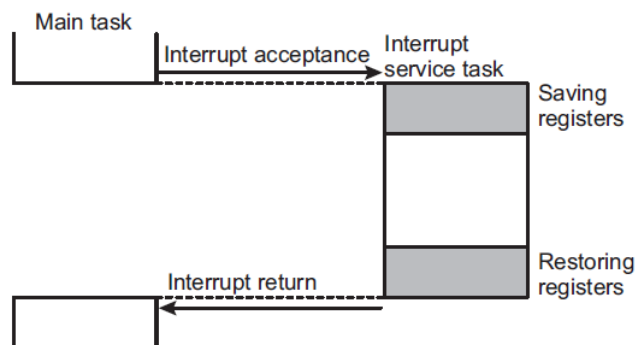 Main task
Interrupt acceptance
Interrupt
service task
Saving
registers
Interrupt return
Restoring
registers